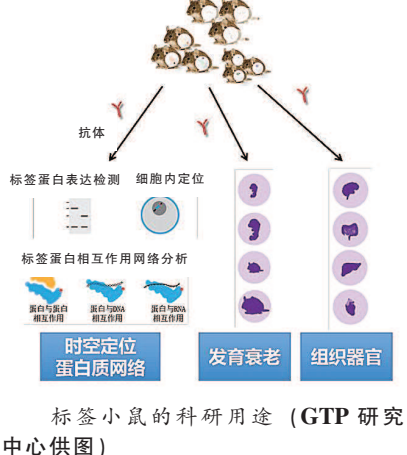 抗体
标签蛋白表达检测 细胞内定位
标签蛋白相互作用网络分析
蛋白与蛋白 蛋白与DNA 蛋白与RNA
相互作用 相互作用 相互作用
时空定位 发育衰老 组织器官
蛋白质网络
标签小鼠的科研用途（GTP 研究
中心供图）